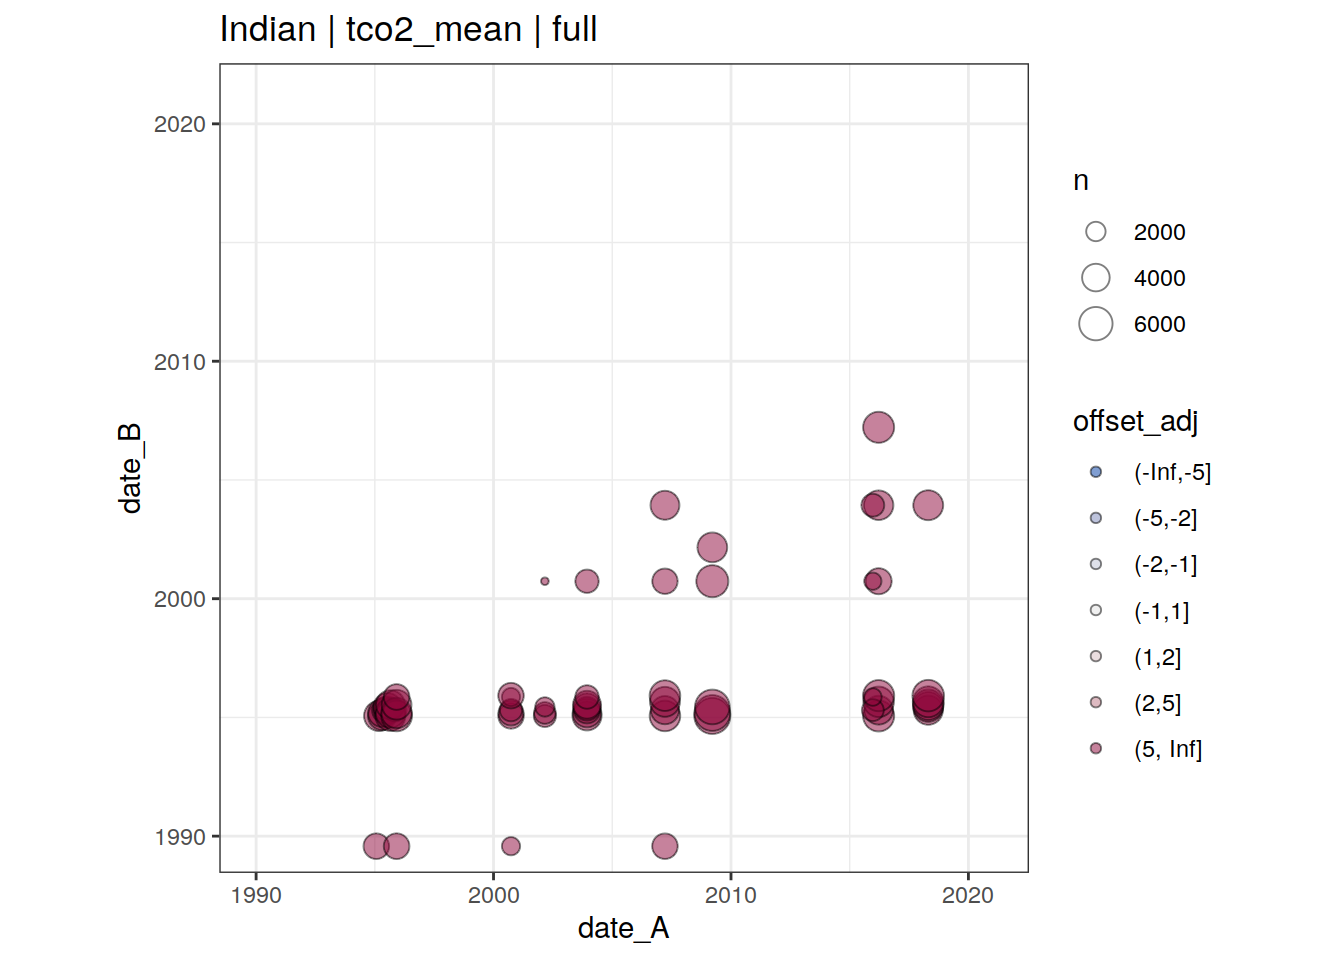 Indian | tco2_mean | full
2020
2010
2000
1990
date_B
1990
2000
2010
2020
date_A
n
2000
4000
6000
offset_adj
(-Inf,-5]
(-5,-2]
(-2,-1]
(-1,1]
(1,2]
(2,5]
(5, Inf]